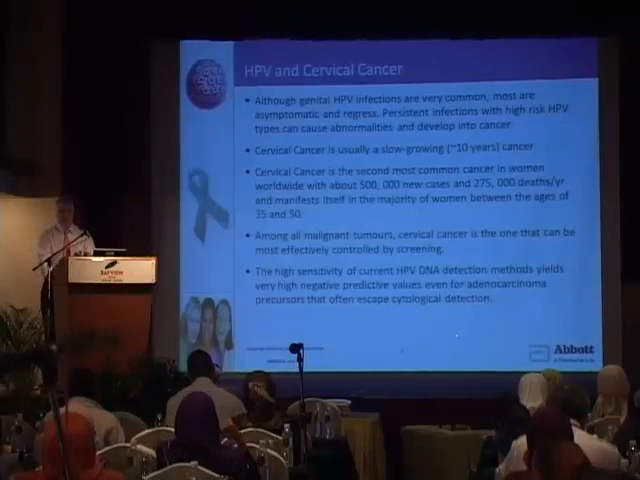 HPV and Cervical Cancer
• Although genital HPV infections are very common, most are
asymptomatic and regress. Persistent infections with high risk HPV
types can cause abnormalities and develop into cancer
• Cervical Cancer is usually a slow-growing (~10 years) cancer
• Cervical Cancer is the second most common cancer in women
worldwide with about 500, 000 new cases and 275, 000 deaths/yr
and manifests itself in the majority of women between the ages of
35 and 50.
• Among all malignant tumours, cervical cancer is the one that can be
most effectively controlled by screening.
• The high sensitivity of current HPV DNA detection methods yields
very high negative predictive values even for adenocarcinoma
precursors that often escape cytological detection.
Abbott
BAYVIEW